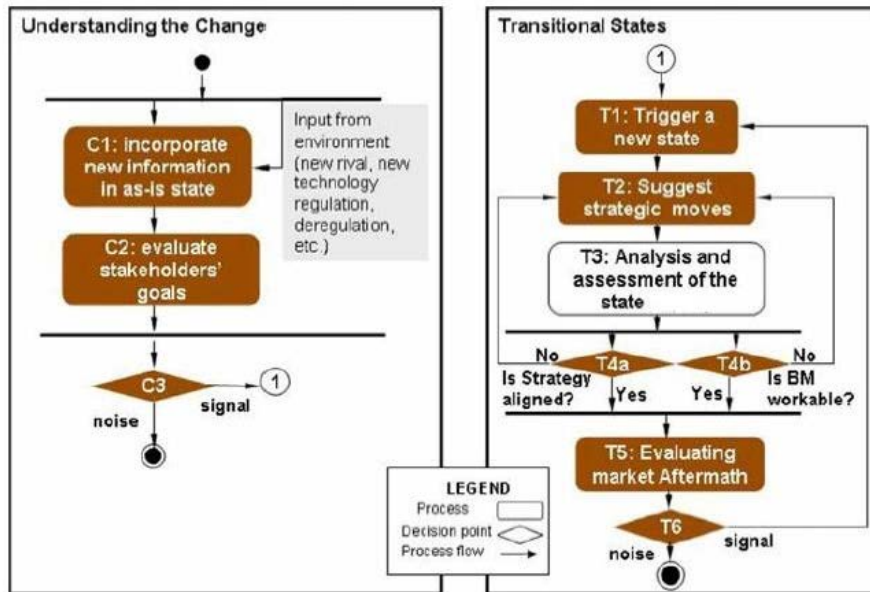 Understanding the Change
C1: incorporate
new information
in as-is state
Input from
environment
(new rival, new
technology
regulation,
deregulation,
etc.)
C2: evaluate
stakeholders'
goals
C3
1
noise
signal
Transitional States
1
T1: Trigger a
new state
T2: Suggest
strategic moves
T3: Analysis and
assessment of the
state
No
T4a
T4b
No
Is Strategy
aligned?
Yes
Yes
Is BM
workable?
T5: Evaluating
market Aftermath
T6
noise
signal
LEGEND
Process
Decision point
Process flow